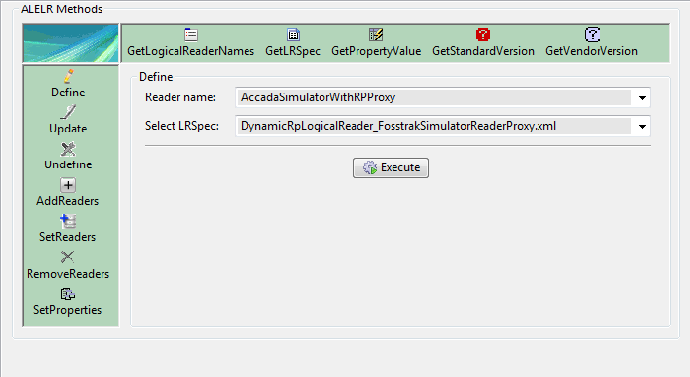 ALELR Methods
GetLogicalReaderNames GetLRSpec GetPropertyValue GetStandardVersion GetVendorVersion
Define
Update
Undefine
AddReaders
SetReaders
RemoveReaders
SetProperties
Define
Reader name: AccadaSimulatorWithRPProxy
Select LRSpec: DynamicRpLogicalReader_FosstrakSimulatorReaderProxy.xml
Execute